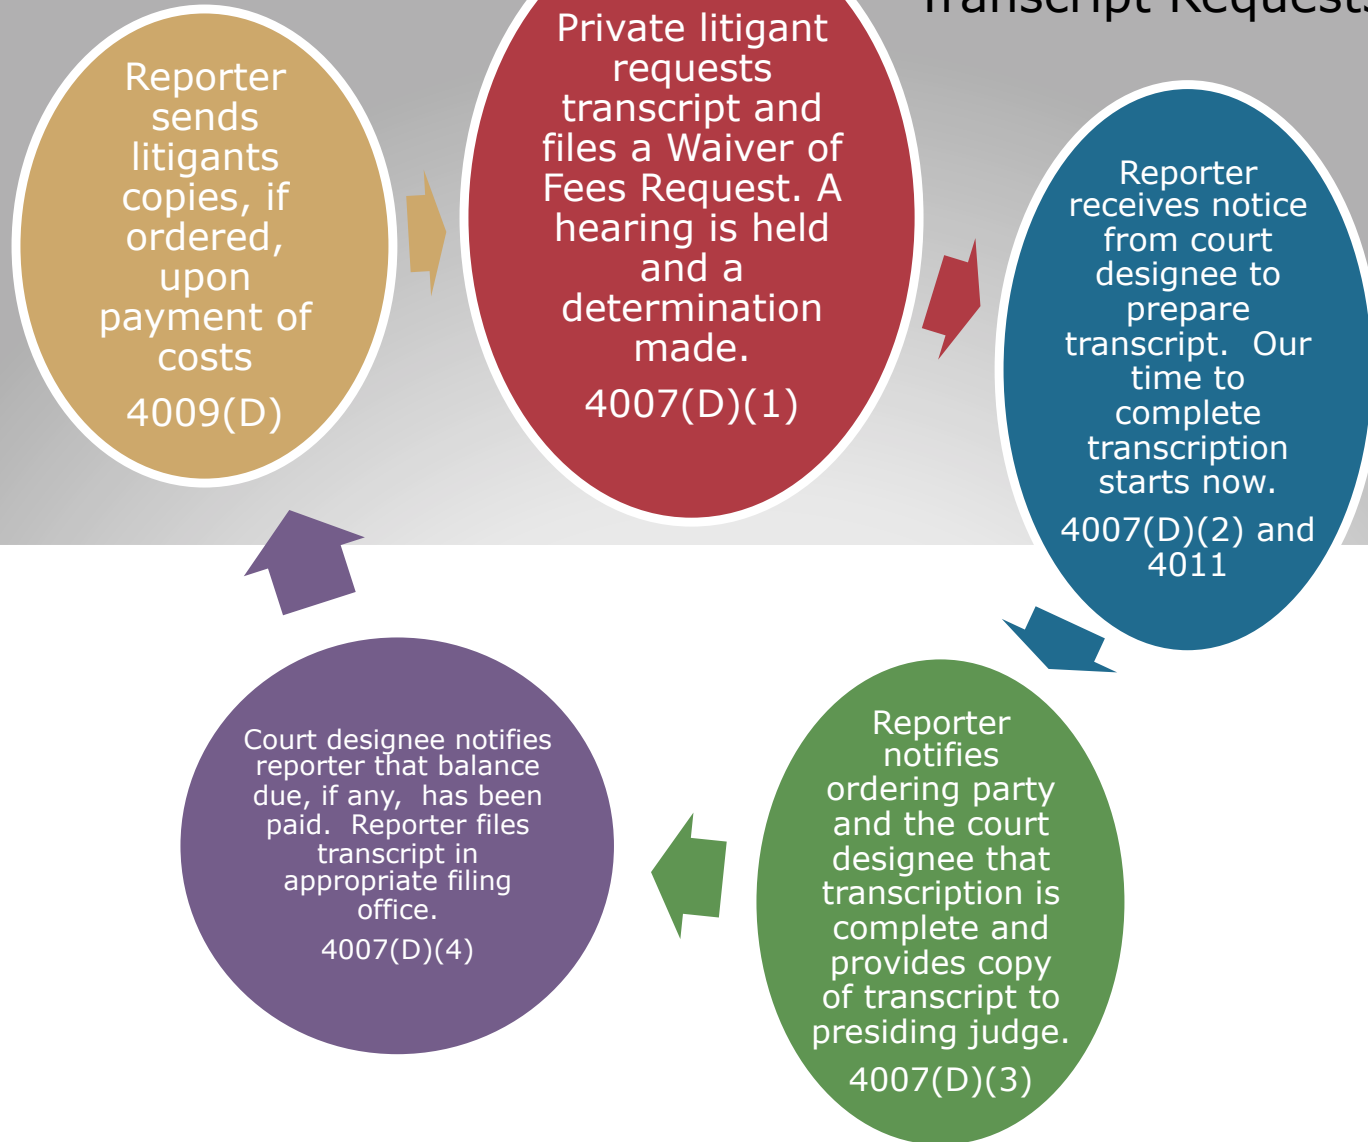 Transcript Requests
Private litigant
requests
transcript and
files a Waiver of
Fees Request. A
hearing is held
and a
determination
made.
4007(D)(1)
Reporter
receives notice
from court
designee to
prepare
transcript.  Our
time to
complete
transcription
starts now.
4007(D)(2) and
4011
Reporter
notifies
ordering party
and the court
designee that
transcription is
complete and
provides copy
of transcript to
presiding judge.
4007(D)(3)
Court designee notifies
reporter that balance
due, if any,  has been
paid.  Reporter files
transcript in
appropriate filing
office.
4007(D)(4)
Reporter
sends
litigants
copies, if
ordered,
upon
payment of
costs
4009(D)